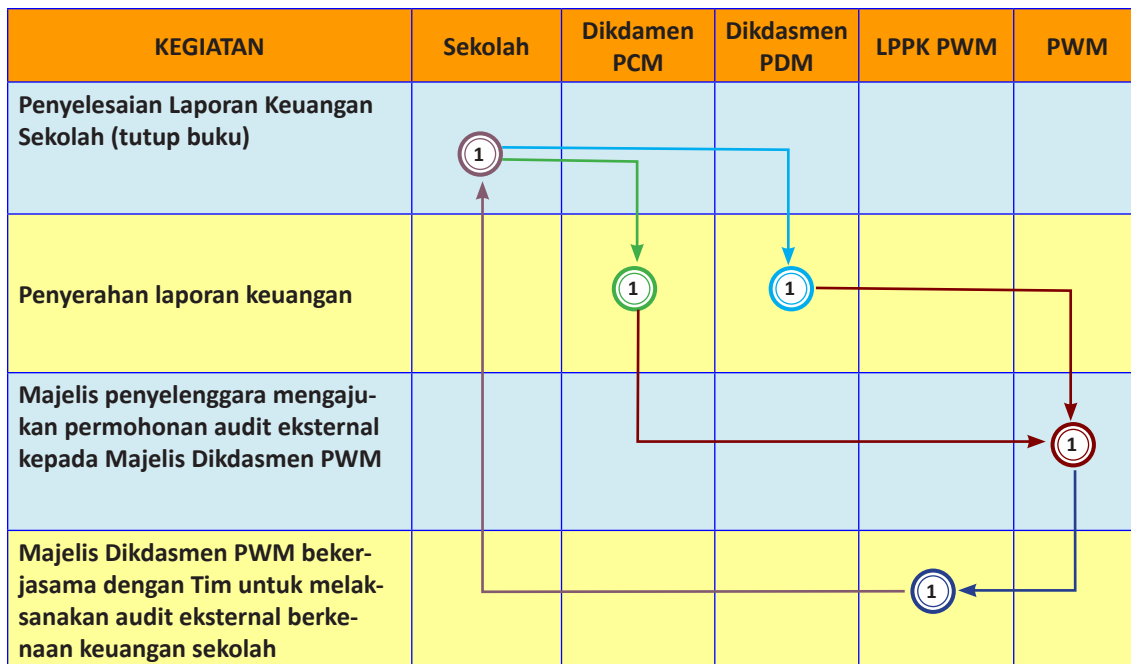 KEGIATAN
Sekolah
Dikdamen
PCM
Dikdasmen
PDM
LPPK PWM
PWM
Penyelesaian Laporan Keuangan
Sekolah (tutup buku)
1
Penyerahan laporan keuangan
1
1
Majelis penyelenggara mengaju-
kan permohonan audit eksternal
kepada Majelis Dikdasmen PWM
1
Majelis Dikdasmen PWM beker-
jasama dengan Tim untuk melak-
sanakan audit eksternal berke-
naan keuangan sekolah
1